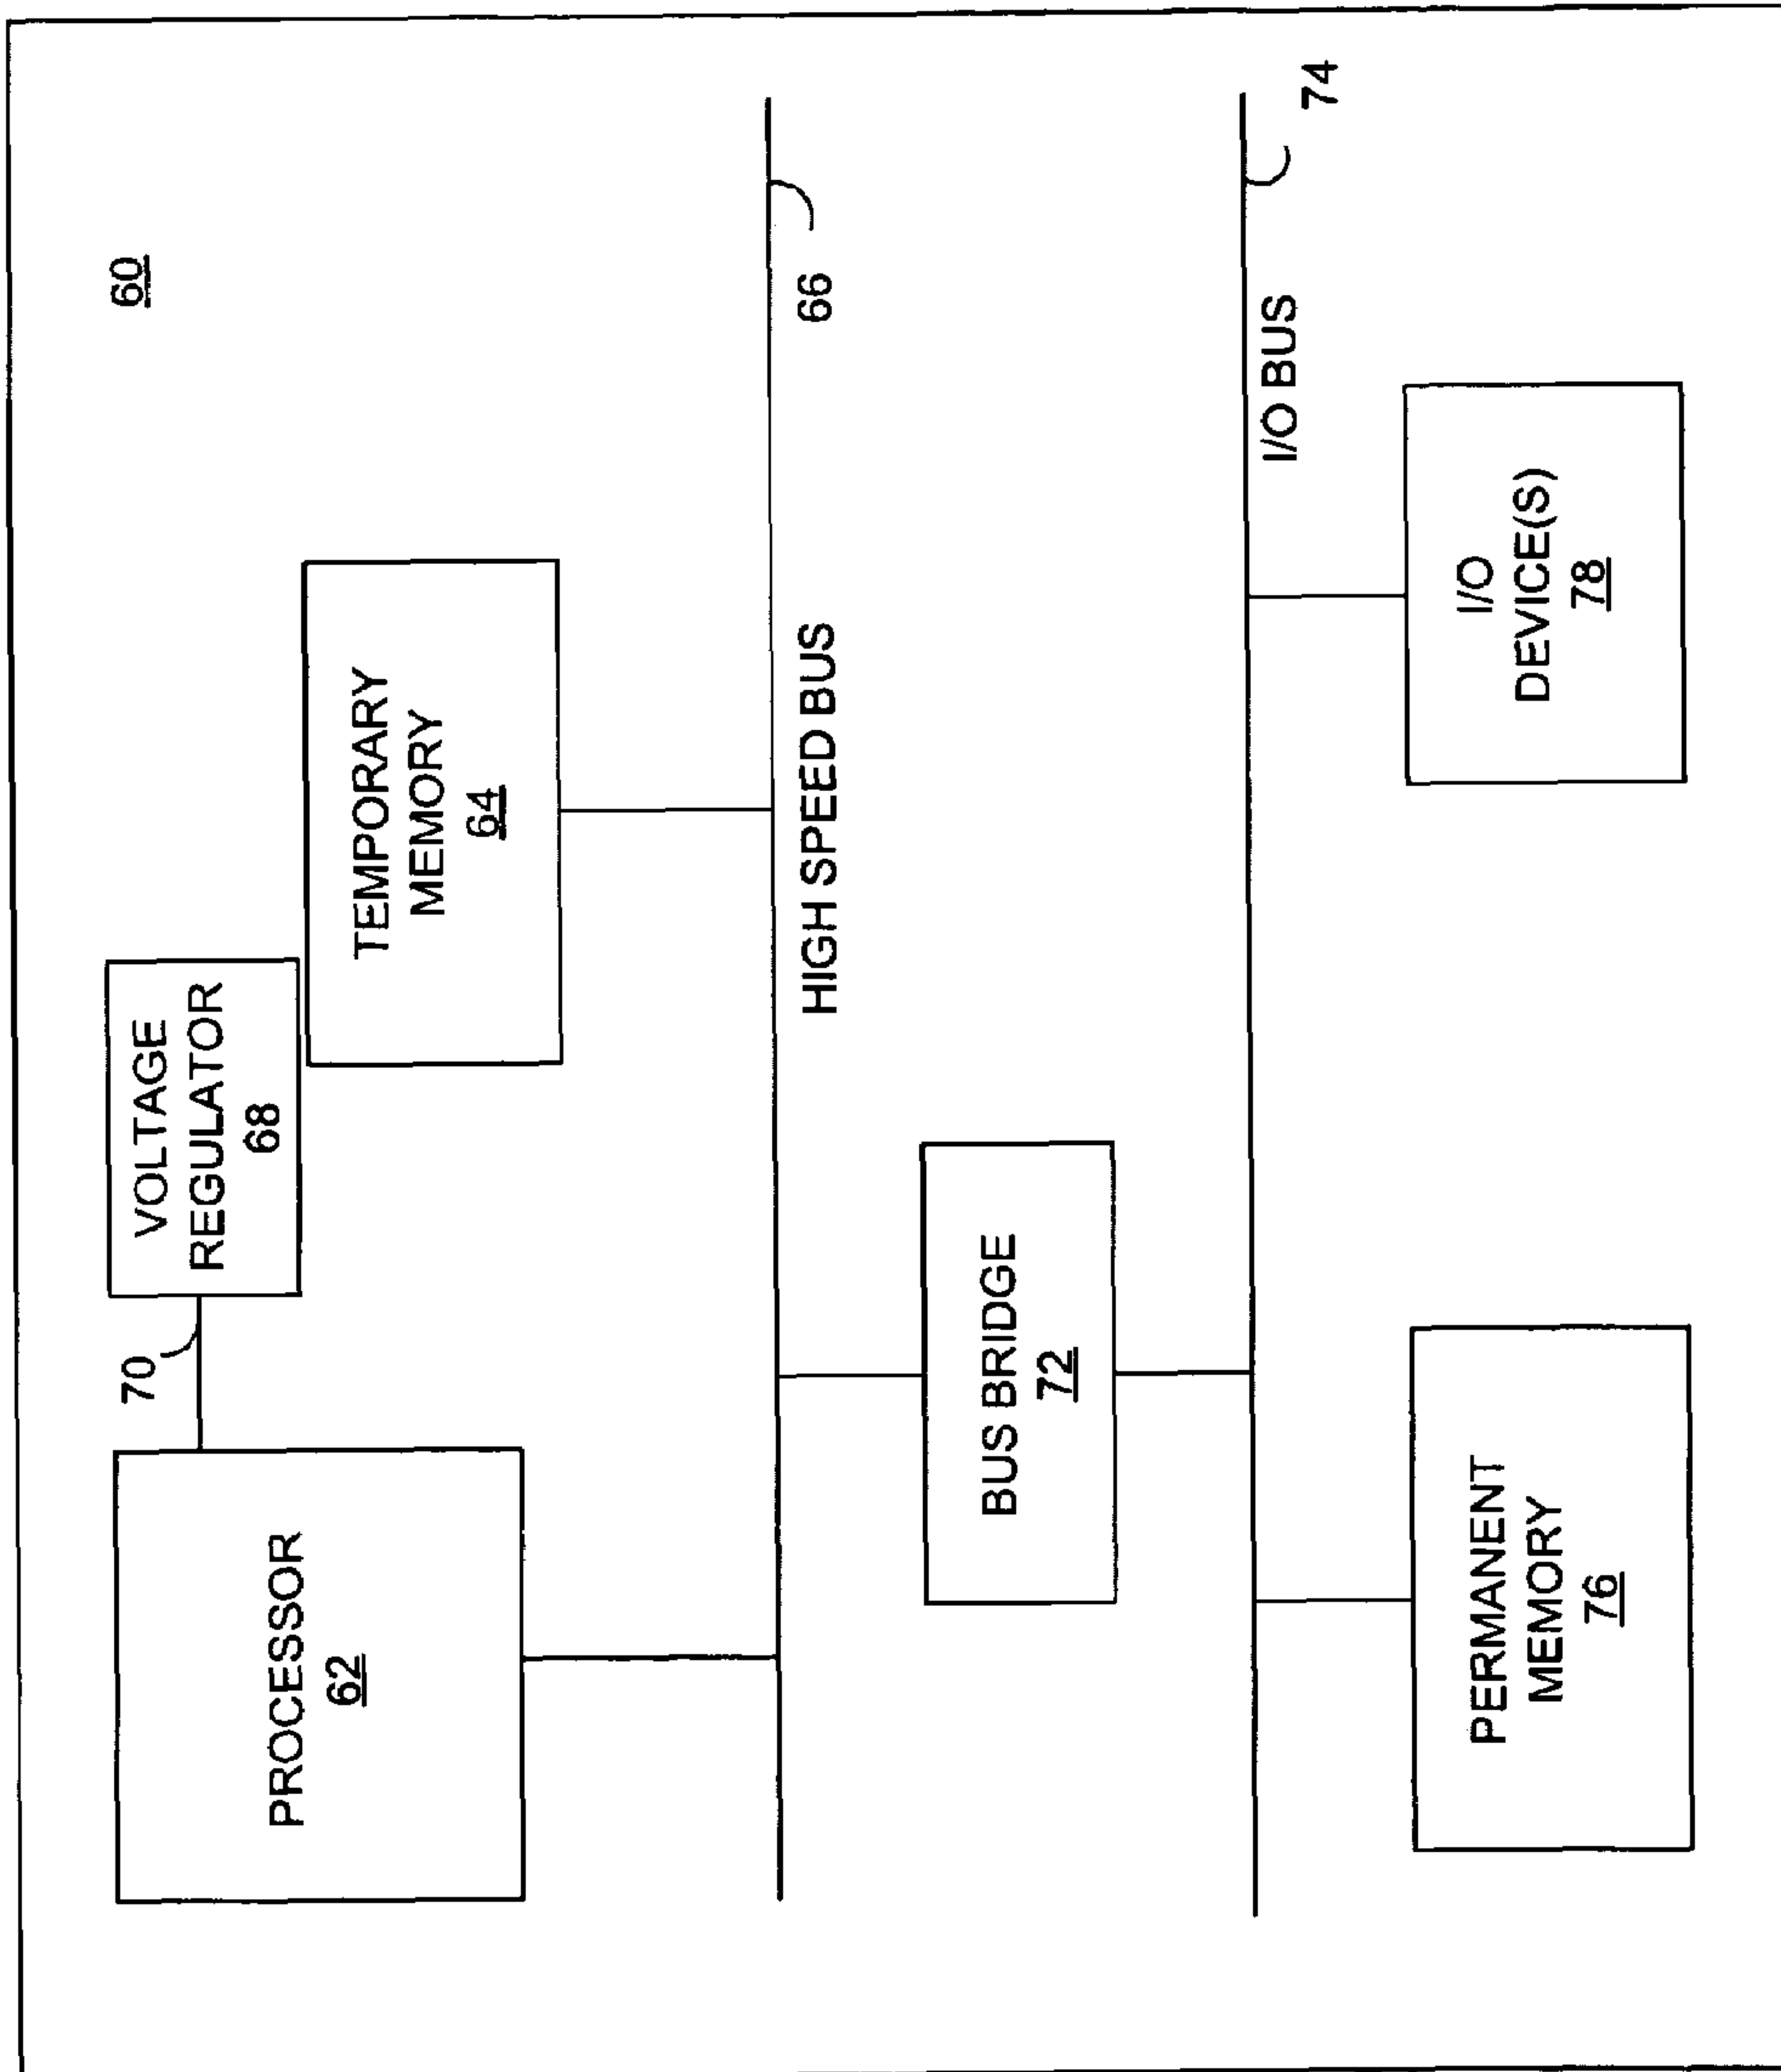 60
PROCESSOR
62
70
VOLTAGE
REGULATOR
68
TEMPORARY
MEMORY
64
HIGH SPEED BUS
66
BUS BRIDGE
72
I/O BUS
74
PERMANENT
MEMORY
76
I/O
DEVICE(S)
78